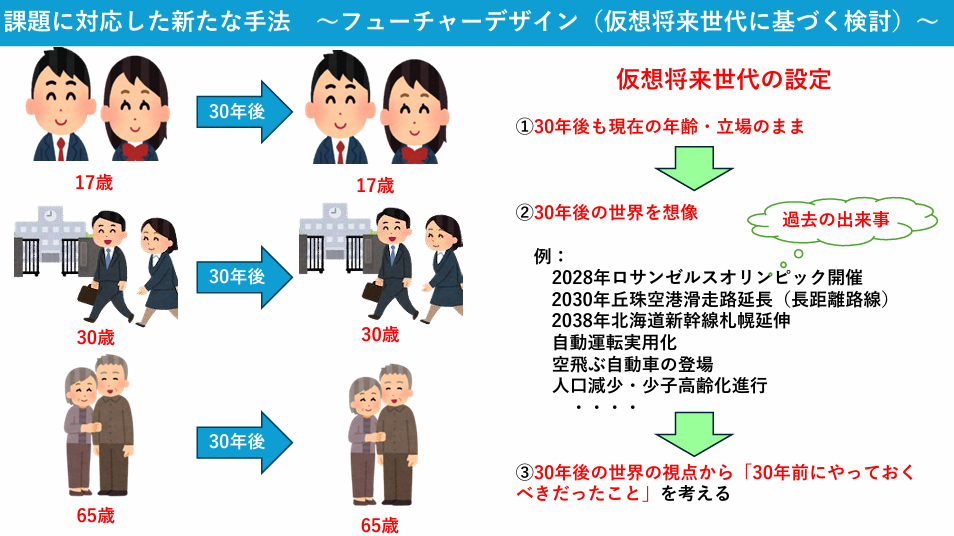 課題に対応した新たな手法　～フューチャーデザイン（仮想将来世代に基づく検討）～
30年後
17歳
17歳
30年後
30歳
30歳
30年後
65歳
65歳
仮想将来世代の設定
①30年後も現在の年齢・立場のまま
②30年後の世界を想像
過去の出来事
例：
2028年ロサンゼルスオリンピック開催
2030年丘珠空港滑走路延長（長距離路線）
2038年北海道新幹線札幌延伸
自動運転実用化
空飛ぶ自動車の登場
人口減少・少子高齢化進行
・・・・
③30年後の世界の視点から「30年前にやっておく
べきだったこと」を考える